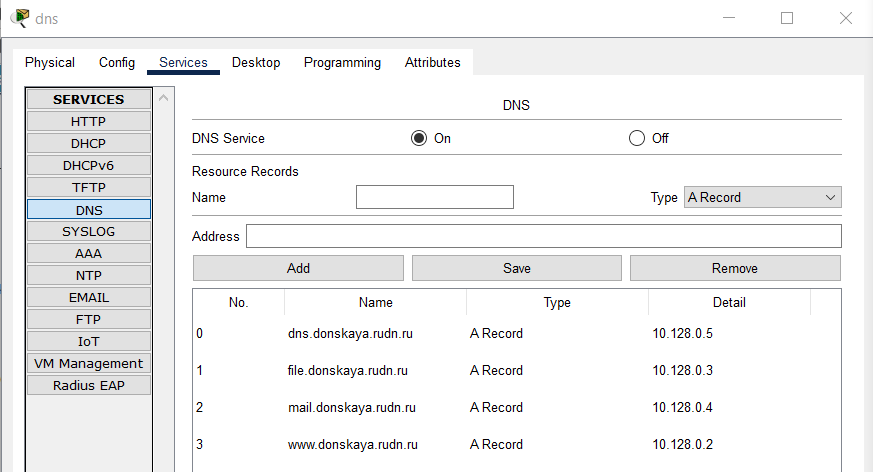 dns
Physical Config Services Desktop Programming Attributes
SERVICES
HTTP
DHCP
DHCPv6
TFTP
DNS
SYSLOG
AAA
NTP
EMAIL
FTP
IoT
VM Management
Radius EAP
DNS
DNS Service On Off
Resource Records
Name Type A Record
Address
Add Save Remove
No. Name Type Detail
0 dns.donskaya.rudn.ru A Record 10.128.0.5
1 file.donskaya.rudn.ru A Record 10.128.0.3
2 mail.donskaya.rudn.ru A Record 10.128.0.4
3 www.donskaya.rudn.ru A Record 10.128.0.2